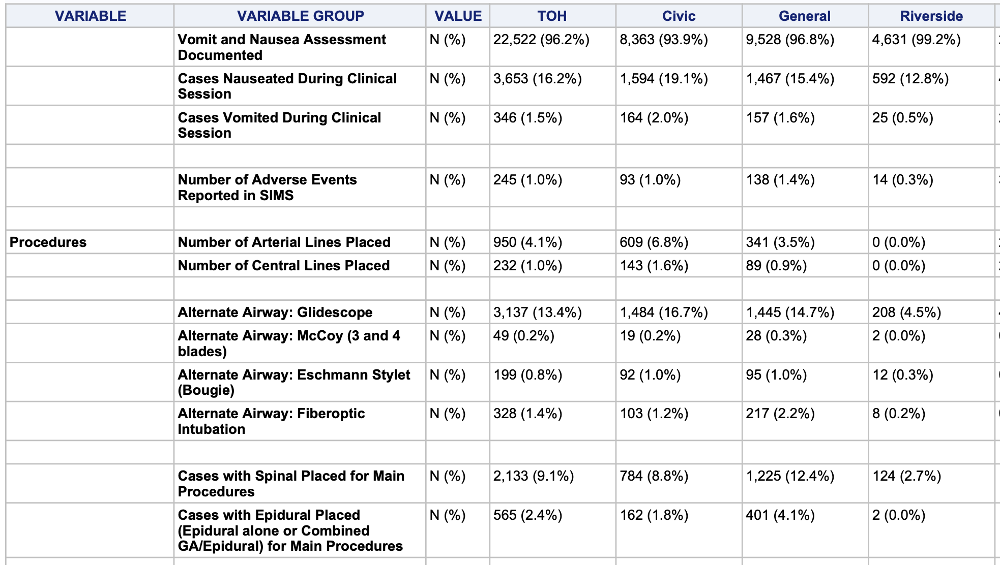 VARIABLE VARIABLE GROUP VALUE TOH Civic General Riverside
Vomit and Nausea Assessment N (%) 22,522 (96.2%) 8,363 (93.9%) 9,528 (96.8%) 4,631 (99.2%)
Documented
Cases Nauseated During Clinical N (%) 3,653 (16.2%) 1,594 (19.1%) 1,467 (15.4%) 592 (12.8%)
Session
Cases Vomited During Clinical N (%) 346 (1.5%) 164 (2.0%) 157 (1.6%) 25 (0.5%)
Session
Number of Adverse Events N (%) 245 (1.0%) 93 (1.0%) 138 (1.4%) 14 (0.3%)
Reported in SIMS
Procedures Number of Arterial Lines Placed N (%) 950 (4.1%) 609 (6.8%) 341 (3.5%) 0 (0.0%)
Number of Central Lines Placed N (%) 232 (1.0%) 143 (1.6%) 89 (0.9%) 0 (0.0%)
Alternate Airway: Glidescope N (%) 3,137 (13.4%) 1,484 (16.7%) 1,445 (14.7%) 208 (4.5%)
Alternate Airway: McCoy (3 and 4 N (%) 49 (0.2%) 19 (0.2%) 28 (0.3%) 2 (0.0%)
blades)
Alternate Airway: Eschmann Stylet N (%) 199 (0.8%) 92 (1.0%) 95 (1.0%) 12 (0.3%)
(Bougie)
Alternate Airway: Fiberoptic N (%) 328 (1.4%) 103 (1.2%) 217 (2.2%) 8 (0.2%)
Intubation
Cases with Spinal Placed for Main N (%) 2,133 (9.1%) 784 (8.8%) 1,225 (12.4%) 124 (2.7%)
Procedures
Cases with Epidural Placed N (%) 565 (2.4%) 162 (1.8%) 401 (4.1%) 2 (0.0%)
(Epidural alone or Combined
GA/Epidural) for Main Procedures